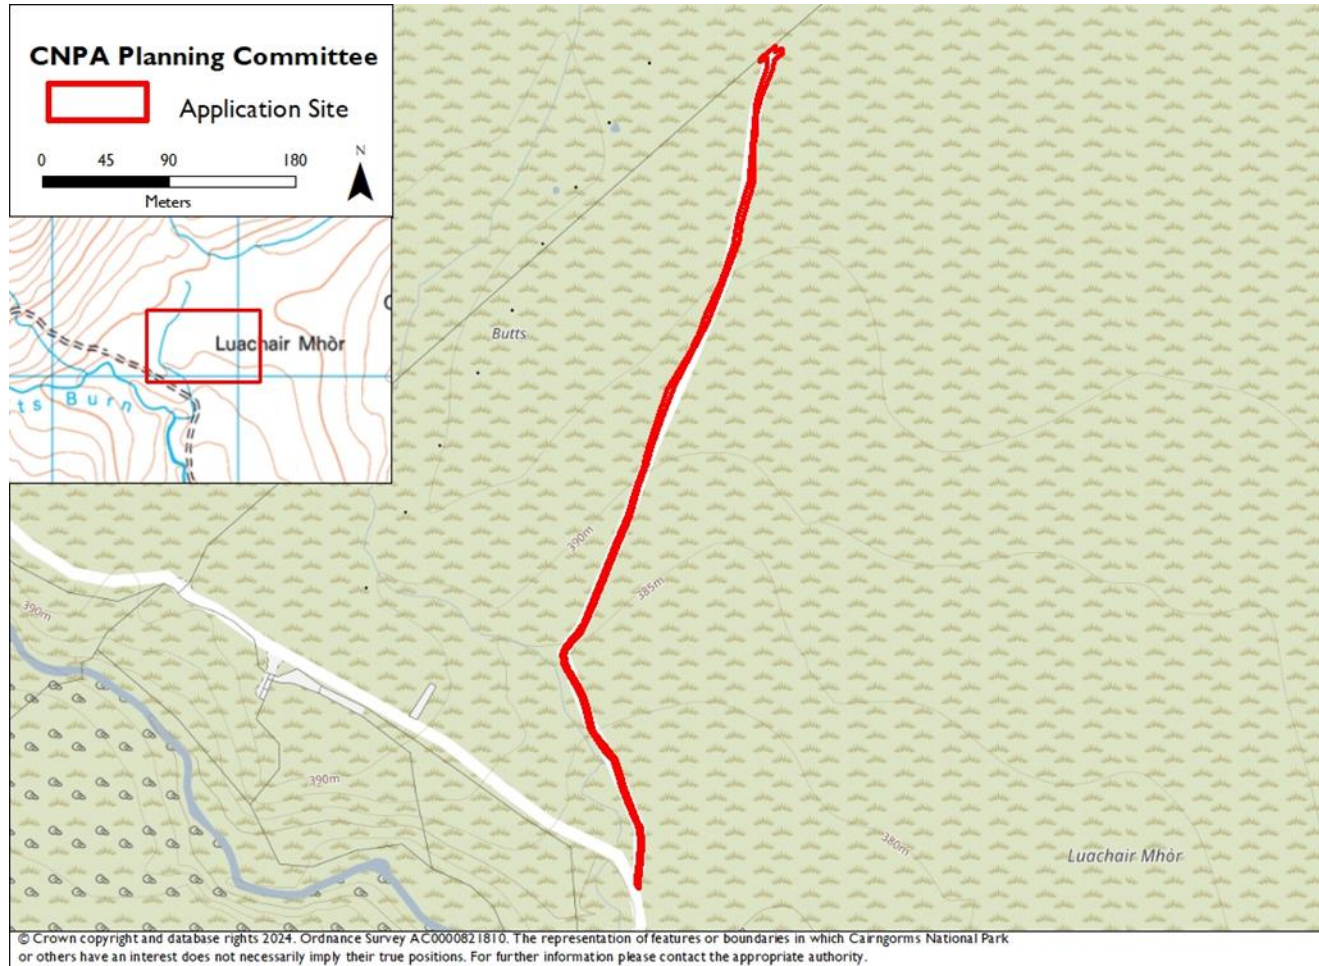 CNPA Planning Committee
Application Site
0 45 90 180
Meters
N
Luachair Mhòr
ts Burn
Butts
390m
385m
390m
390m
380m
Luachair Mhòr
© Crown copyright and database rights 2024. Ordnance Survey AC0000821810. The representation of features or boundaries in which Cairngorms National Park
or others have an interest does not necessarily imply their true positions. For further information please contact the appropriate authority.